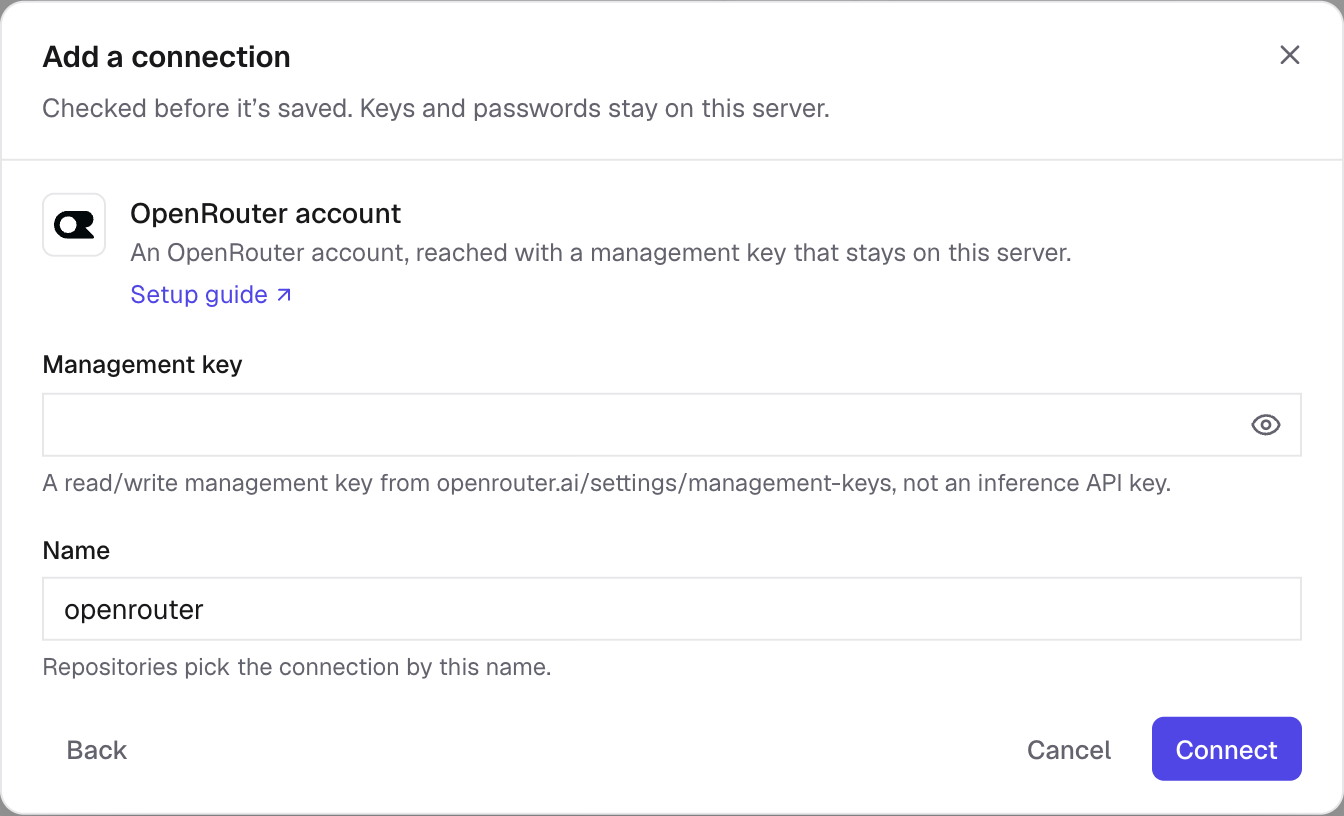 Add a connection
Checked before it's saved. Keys and passwords stay on this server.
OpenRouter account
An OpenRouter account, reached with a management key that stays on this server.
Setup guide ↗
Management key
A read/write management key from openrouter.ai/settings/management-keys, not an inference API key.
Name
openrouter
Repositories pick the connection by this name.
Back
Cancel
Connect